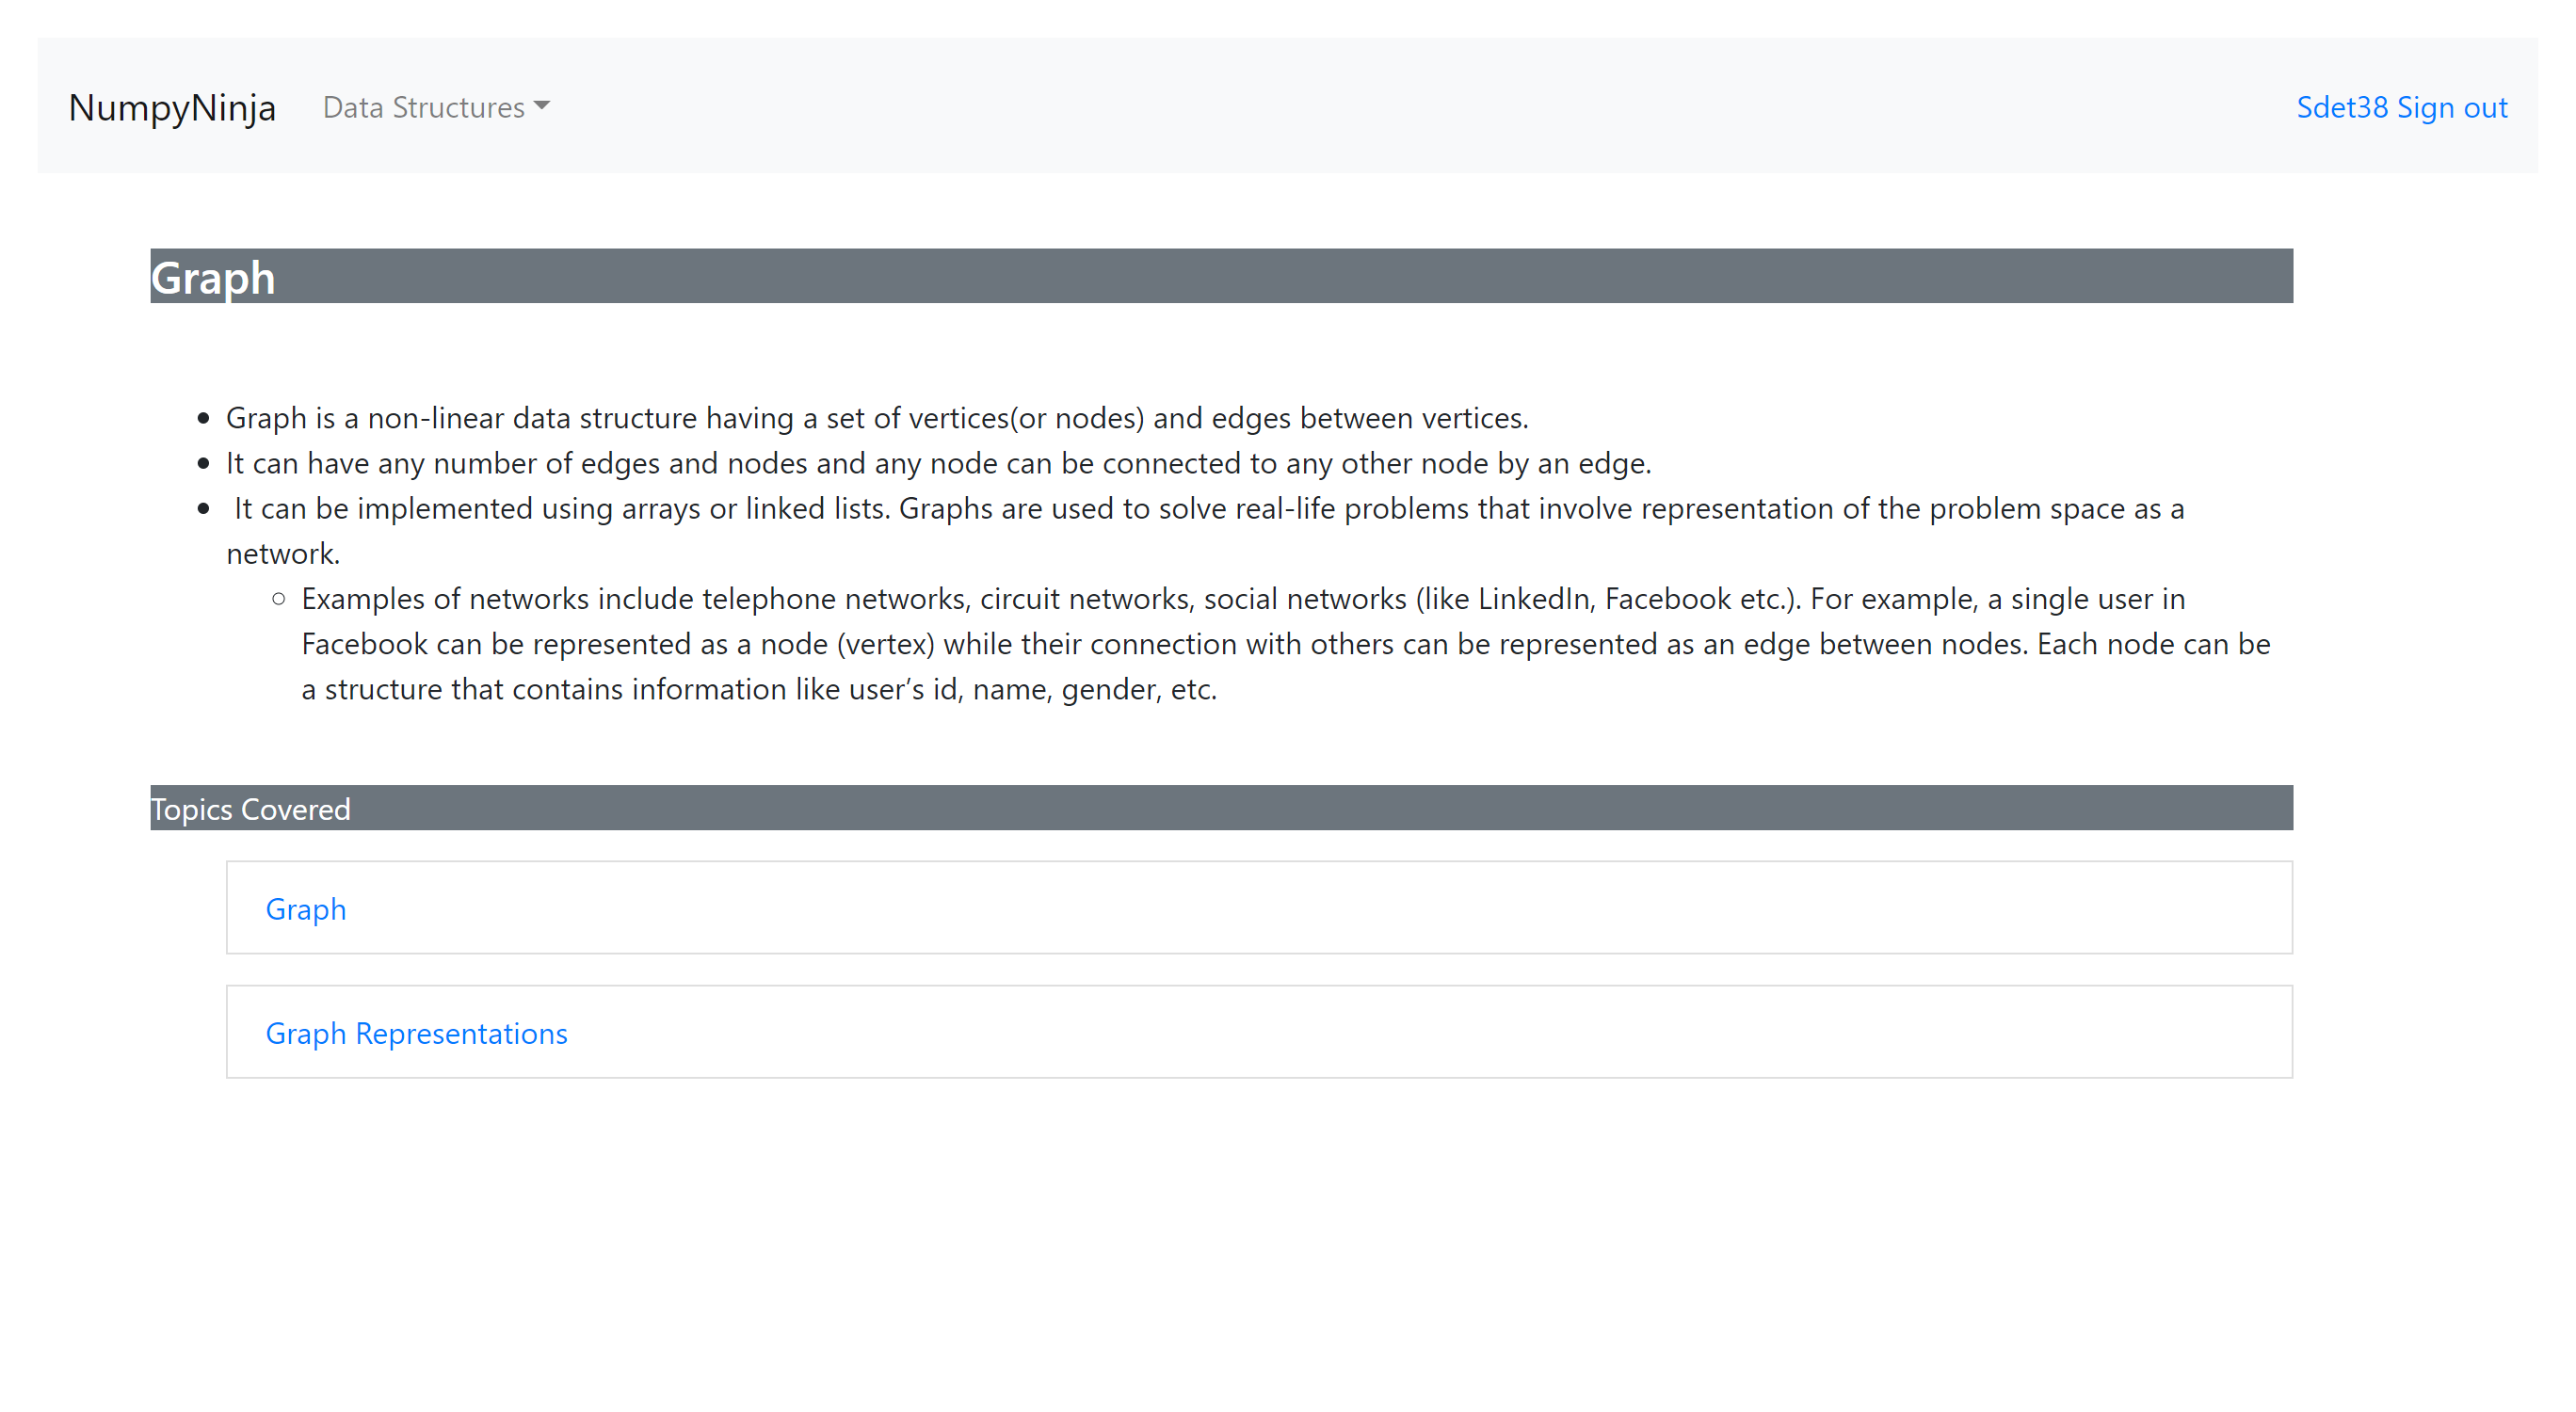 NumpyNinja Data Structures Sdet38 Sign out
Graph
Graph is a non-linear data structure having a set of vertices(or nodes) and edges between vertices.
It can have any number of edges and nodes and any node can be connected to any other node by an edge.
It can be implemented using arrays or linked lists. Graphs are used to solve real-life problems that involve representation of the problem space as a
network.
Examples of networks include telephone networks, circuit networks, social networks (like LinkedIn, Facebook etc.). For example, a single user in
Facebook can be represented as a node (vertex) while their connection with others can be represented as an edge between nodes. Each node can be
a structure that contains information like user’s id, name, gender, etc.
Topics Covered
Graph
Graph Representations